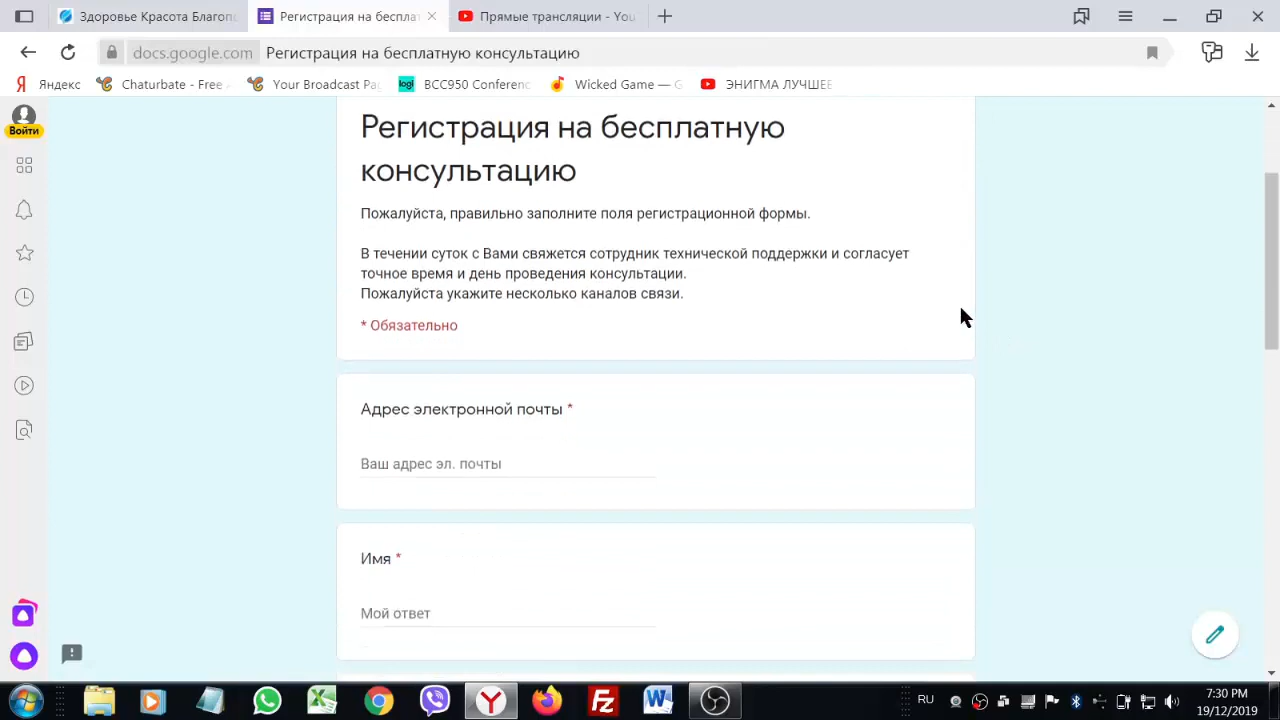 Здоровье Красота Благопо
Регистрация на бесплат
Прямые трансляции - You
docs.google.com Регистрация на бесплатную консультацию
Яндекс
Chaturbate - Free
Your Broadcast Pag
logi
BCC950 Conferenc
Wicked Game — G
ЭНИГМА ЛУЧШЕЕ
Войти
Регистрация на бесплатную
консультацию
Пожалуйста, правильно заполните поля регистрационной формы.
В течении суток с Вами свяжется сотрудник технической поддержки и согласует
точное время и день проведения консультации.
Пожалуйста укажите несколько каналов связи.
* Обязательно
Адрес электронной почты *
Ваш адрес эл. почты
Имя *
Мой ответ
RU
7:30 PM
19/12/2019